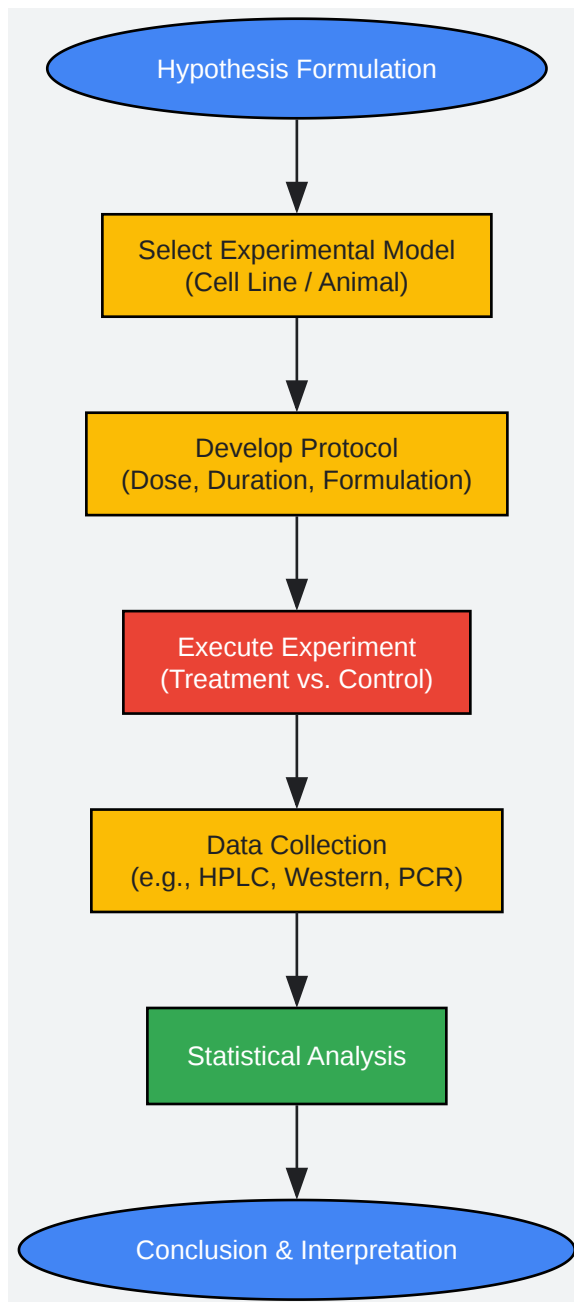 Hypothesis Formulation
Select Experimental Model
(Cell Line / Animal)
Develop Protocol
(Dose, Duration, Formulation)
Execute Experiment
(Treatment vs. Control)
Data Collection
(e.g., HPLC, Western, PCR)
Statistical Analysis
Conclusion & Interpretation